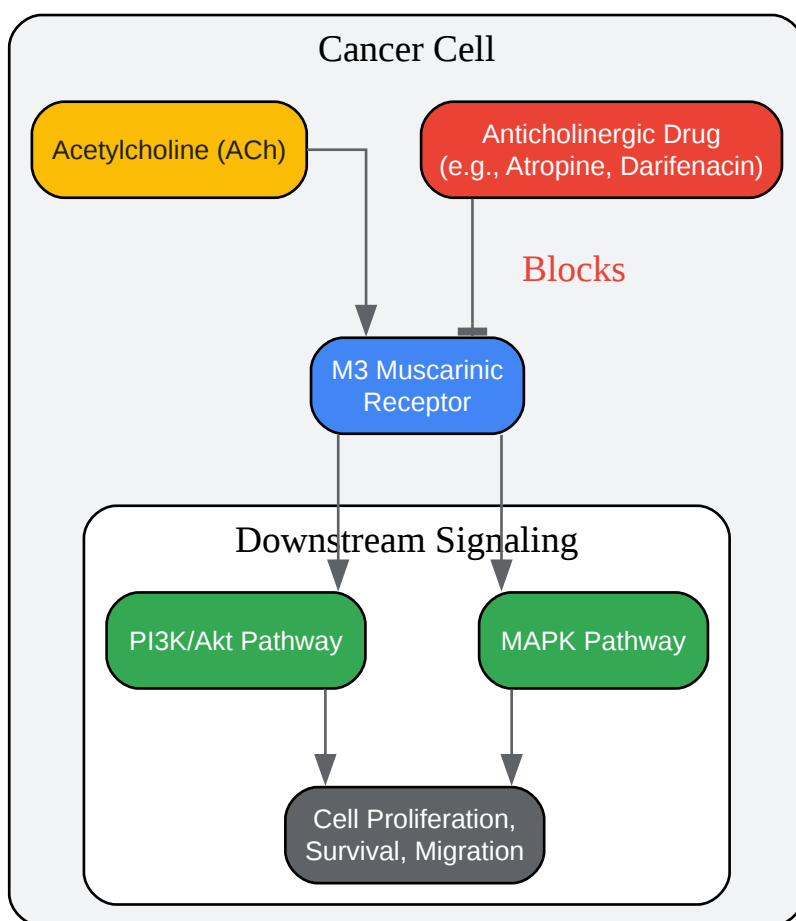 Cancer Cell
Acetylcholine (ACh)
Anticholinergic Drug
(e.g., Atropine, Darifenacin)
Blocks
M3 Muscarinic
Receptor
Downstream Signaling
PI3K/Akt Pathway
MAPK Pathway
Cell Proliferation,
Survival, Migration